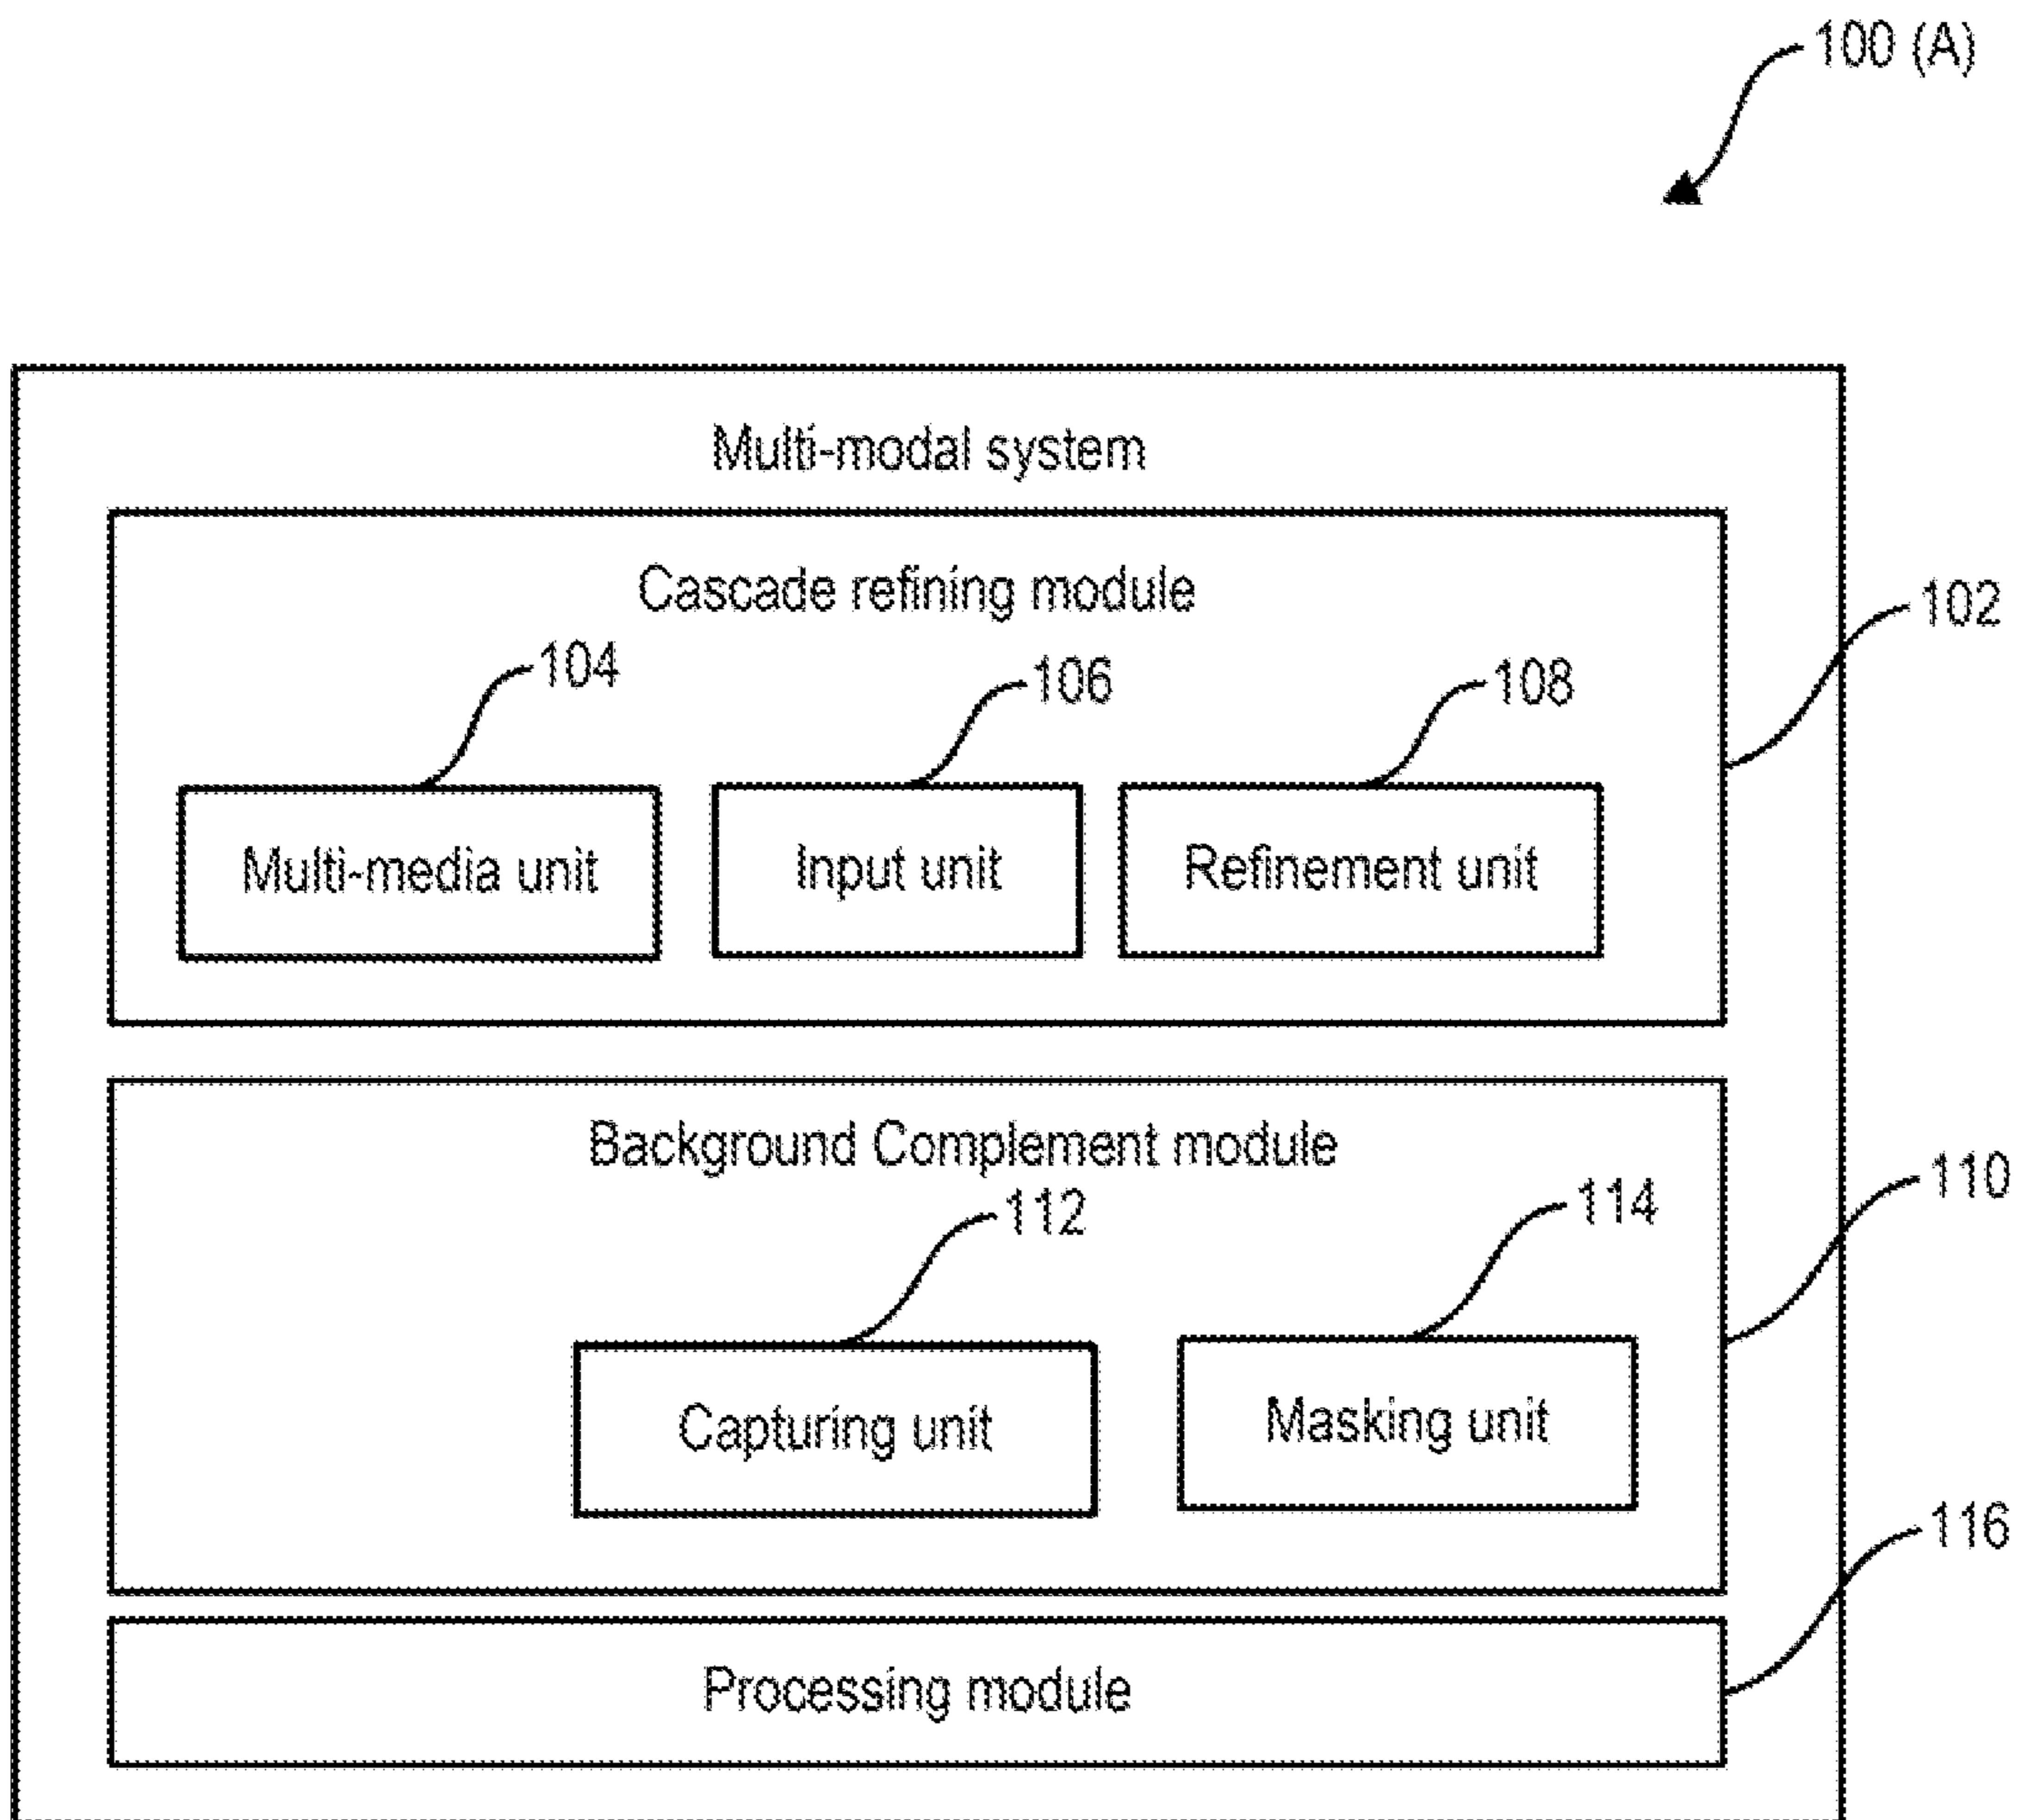 100 (A)
Multi-modal system
Cascade refining module
102
104
106
108
Multi-media unit
Input unit
Refinement unit
Background Complement module
110
112
114
Capturing unit
Masking unit
116
Processing module